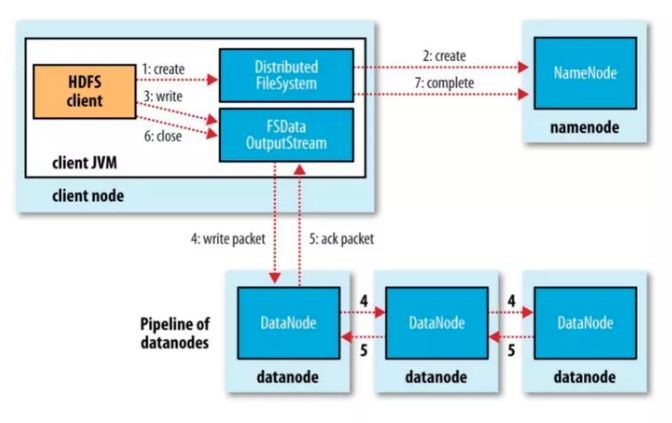 HDFS
client
1: create
3: write
6: close
Distributed
FileSystem
FSData
OutputStream
client JVM
client node
2: create
7: complete
NameNode
namenode
4: write packet
5: ack packet
Pipeline of
datanodes
DataNode
datanode
4
5
DataNode
datanode
4
5
DataNode
datanode